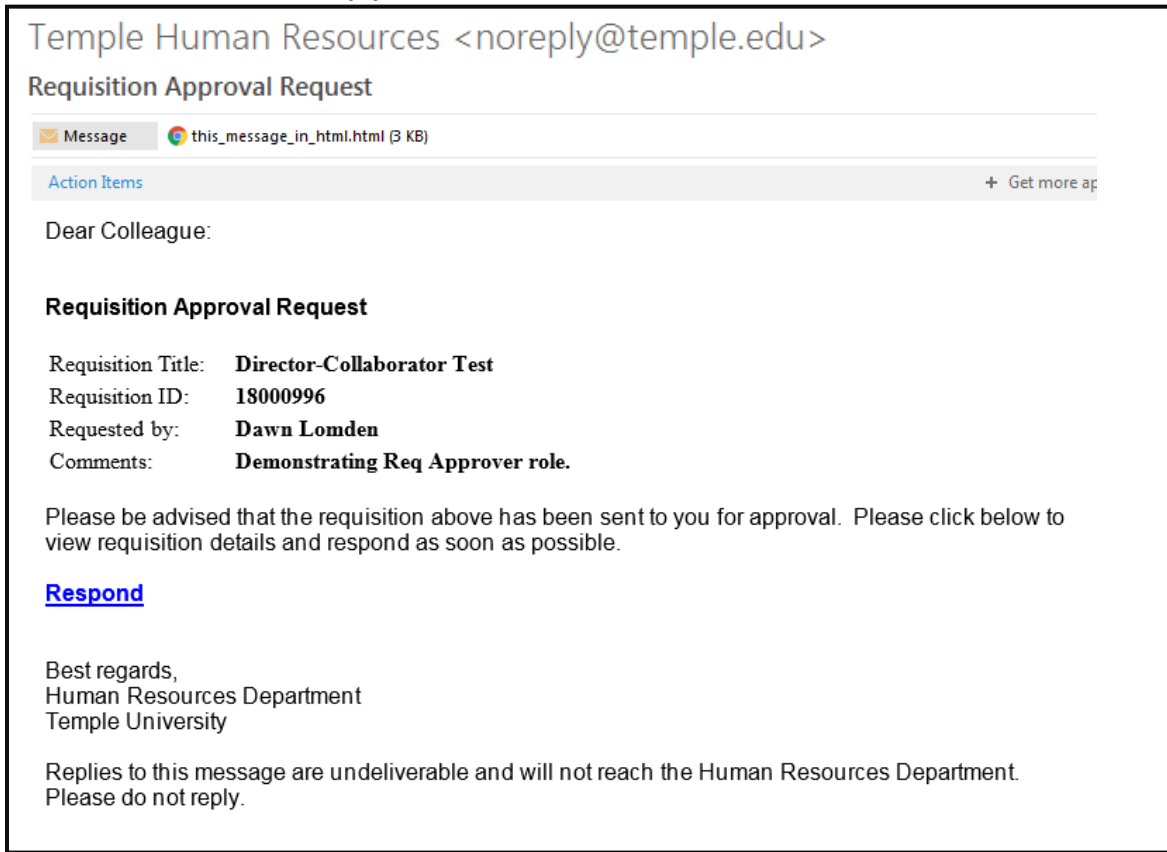 Temple Human Resources <noreply@temple.edu>
Requisition Approval Request
Message this_message_in_html.html (3 KB)
Action Items + Get more ap
Dear Colleague:
Requisition Approval Request
Requisition Title: Director-Collaborator Test
Requisition ID: 18000996
Requested by: Dawn Lomden
Comments: Demonstrating Req Approver role.
Please be advised that the requisition above has been sent to you for approval.  Please click below to
view requisition details and respond as soon as possible.
Respond
Best regards,
Human Resources Department
Temple University
Replies to this message are undeliverable and will not reach the Human Resources Department.
Please do not reply.